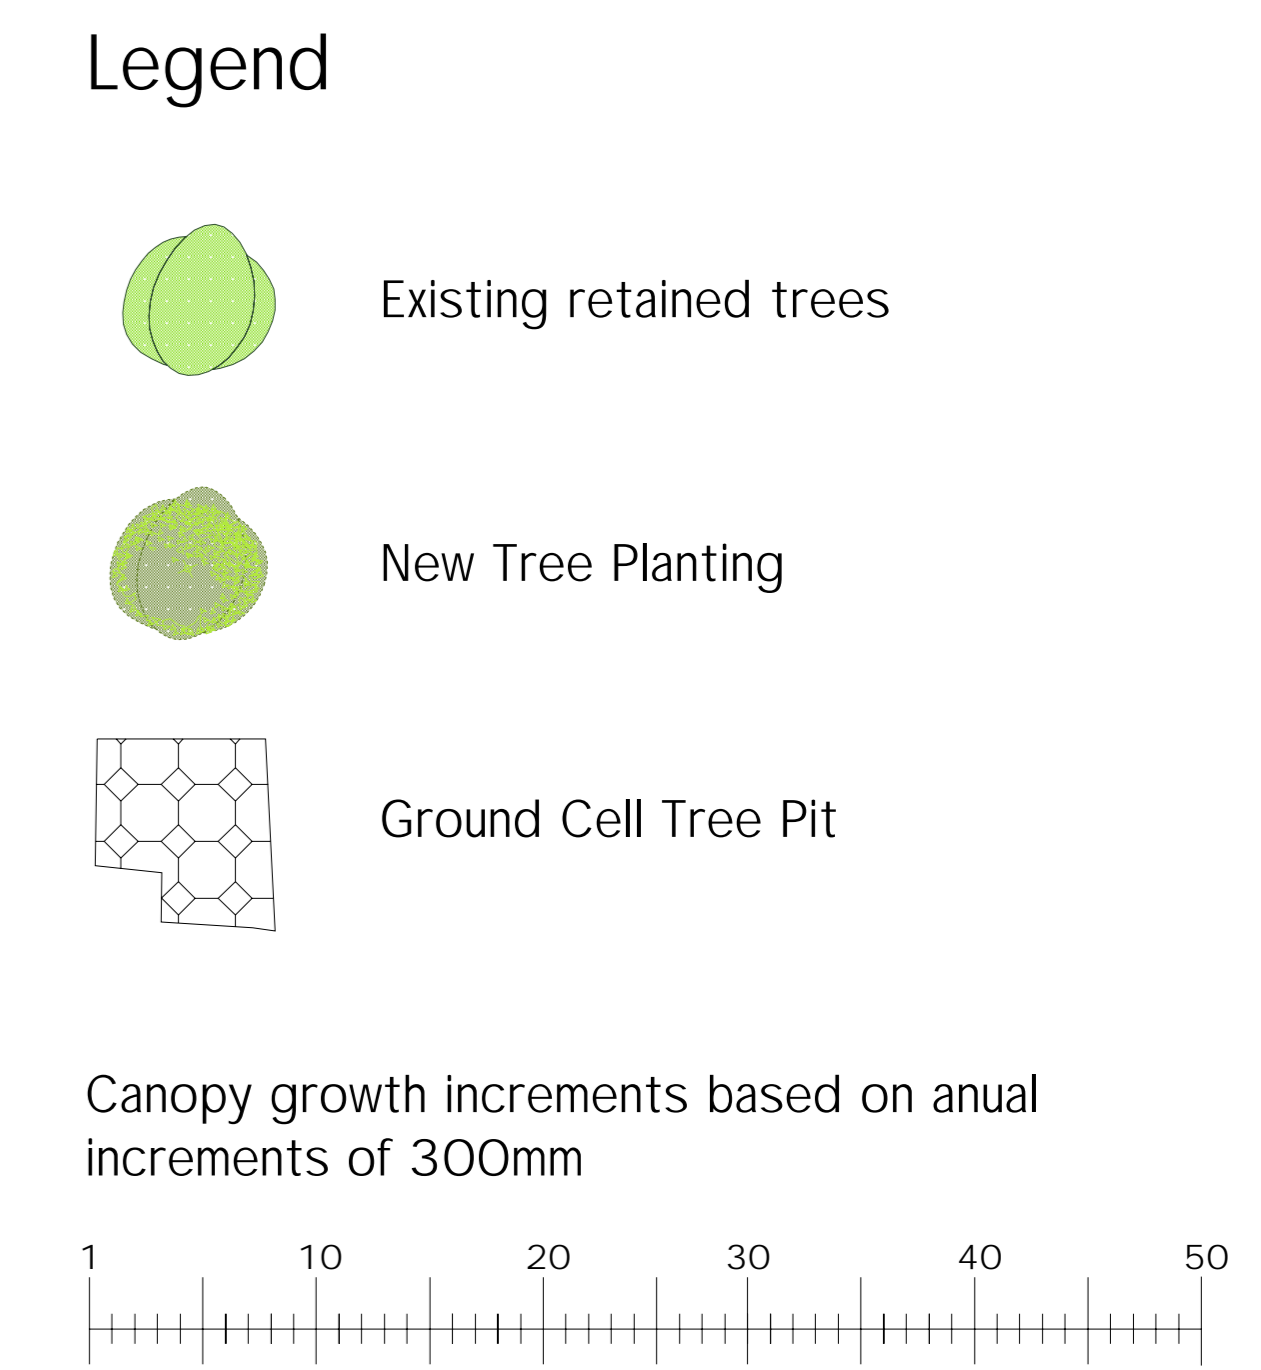 Legend
Existing retained trees
New Tree Planting
Ground Cell Tree Pit
Canopy growth increments based on anual
increments of 300mm
1 10 20 30 40 50